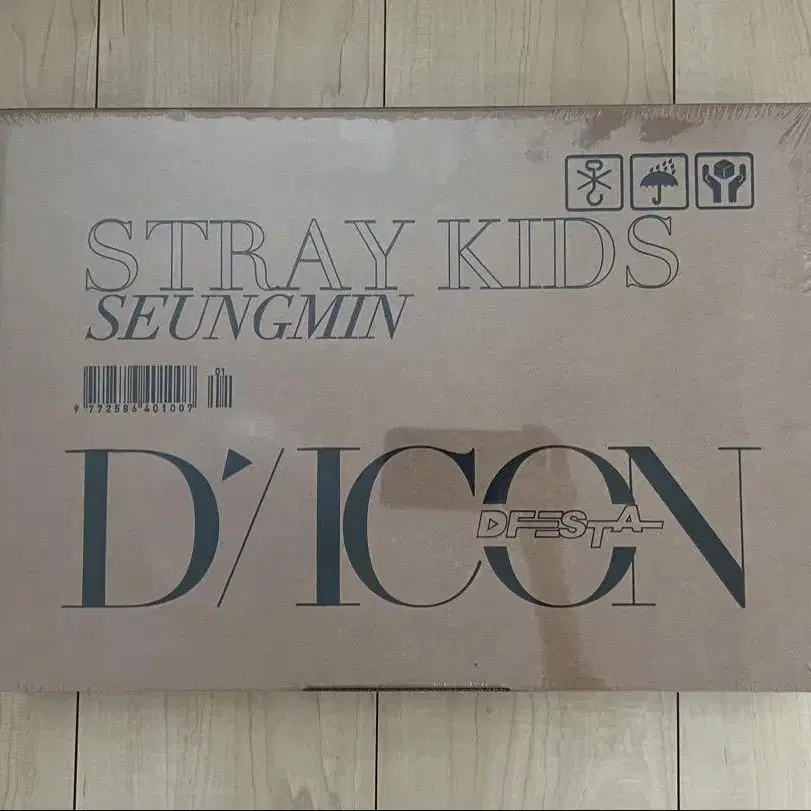 STRAY KIDS
SEUNGMIN
01
9 772586 401007
D'/ICON
DFESTA